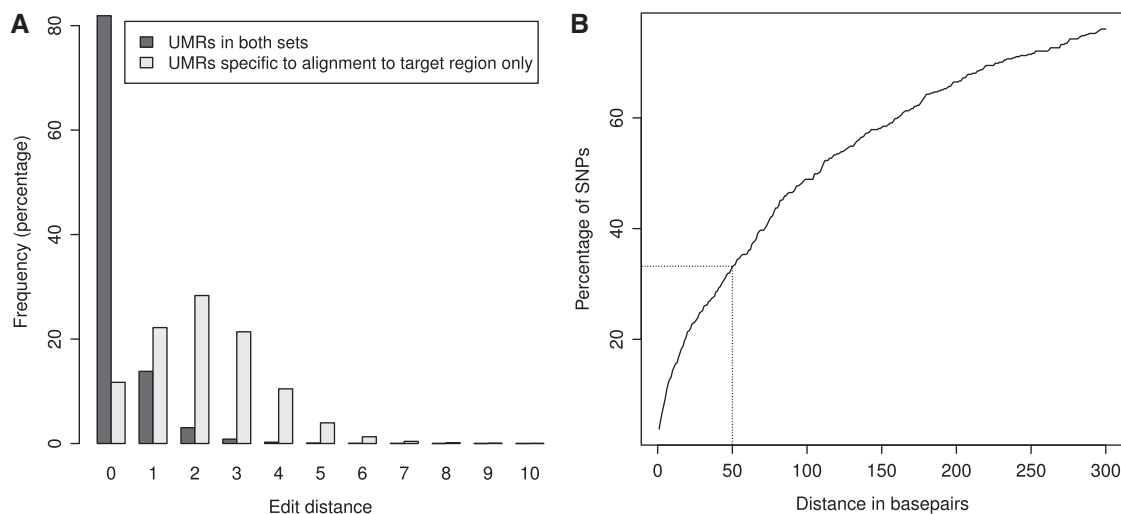 A
Frequency (percentage)
80
60
40
20
0
UMRs in both sets
UMRs specific to alignment to target region only
0 1 2 3 4 5 6 7 8 9 10
Edit distance
B
Percentage of SNPs
60
40
20
0 50 100 150 200 250 300
Distance in basepairs